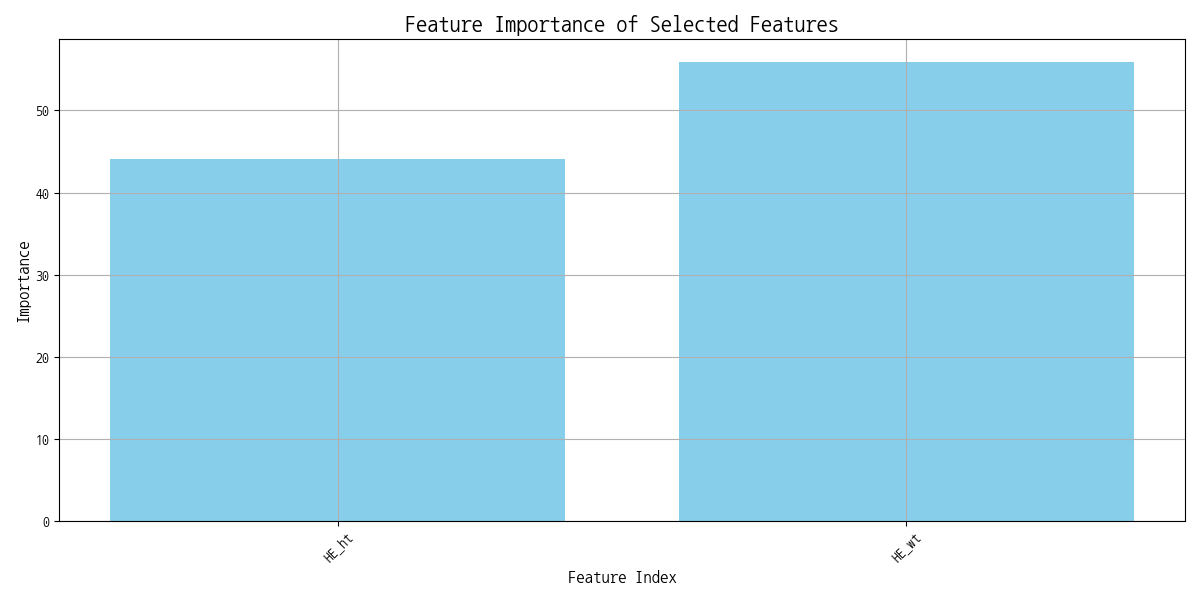 Feature Importance of Selected Features
Importance
50
40
30
20
10
0
HE_ht
HE_wt
Feature Index